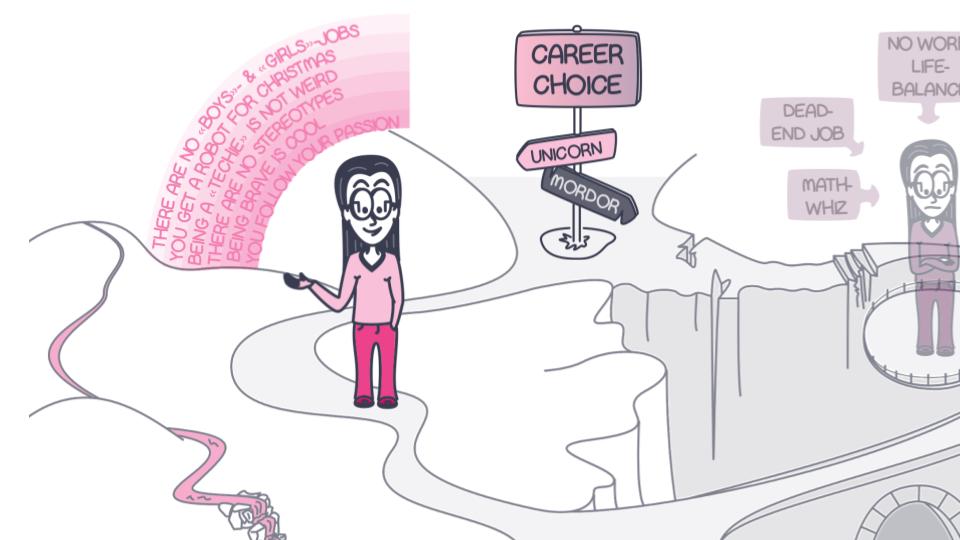 THERE ARE NO «BOYS»- & «GIRLS»-JOBS
YOU GET A ROBOT FOR CHRISTMAS
BEING A «TECHIE» IS NOT WEIRD
THERE ARE NO STEREOTYPES
BEING BRAVE IS COOL
YOU FOLLOW YOUR PASSION
CAREER
CHOICE
UNICORN
MORDOR
DEAD-
END JOB
MATH-
WHIZ
NO WORK
LIFE-
BALANCE